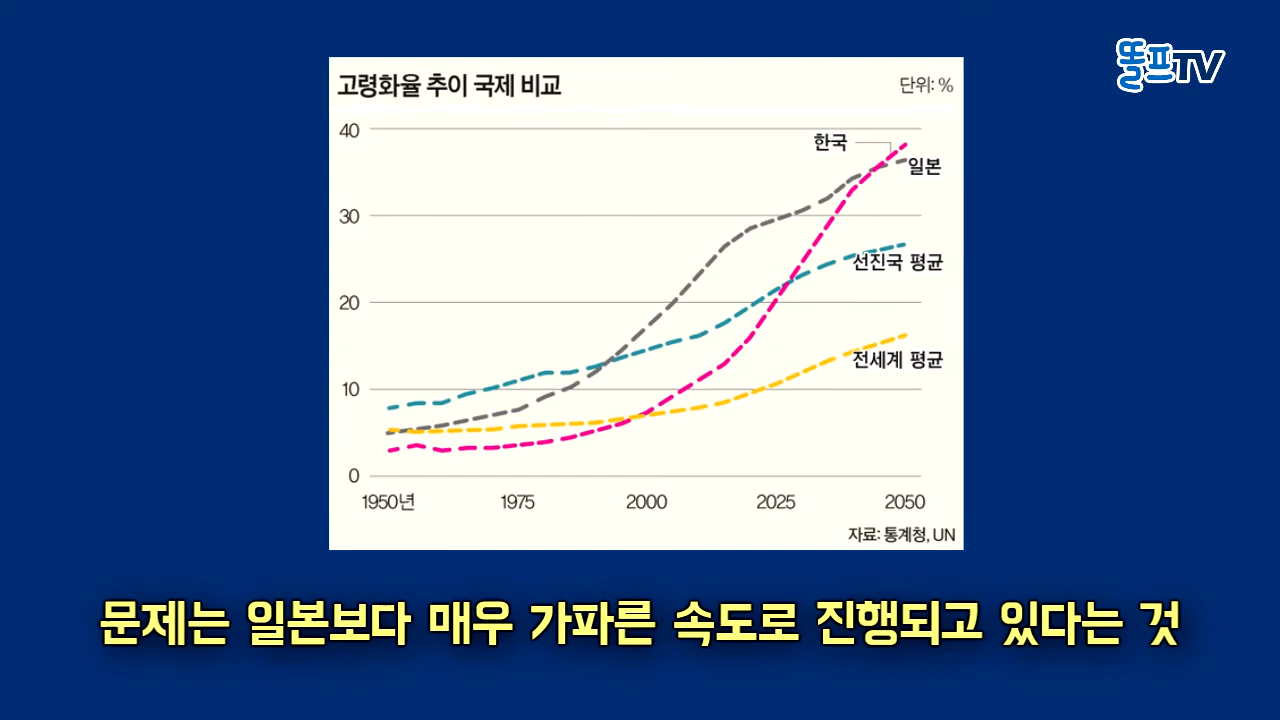 똘프TV
고령화율 추이 국제 비교
단위: %
40
한국
일본
30
선진국 평균
20
전세계 평균
10
0
1950년 1975 2000 2025 2050
자료: 통계청, UN
문제는 일본보다 매우 가파른 속도로 진행되고 있다는 것